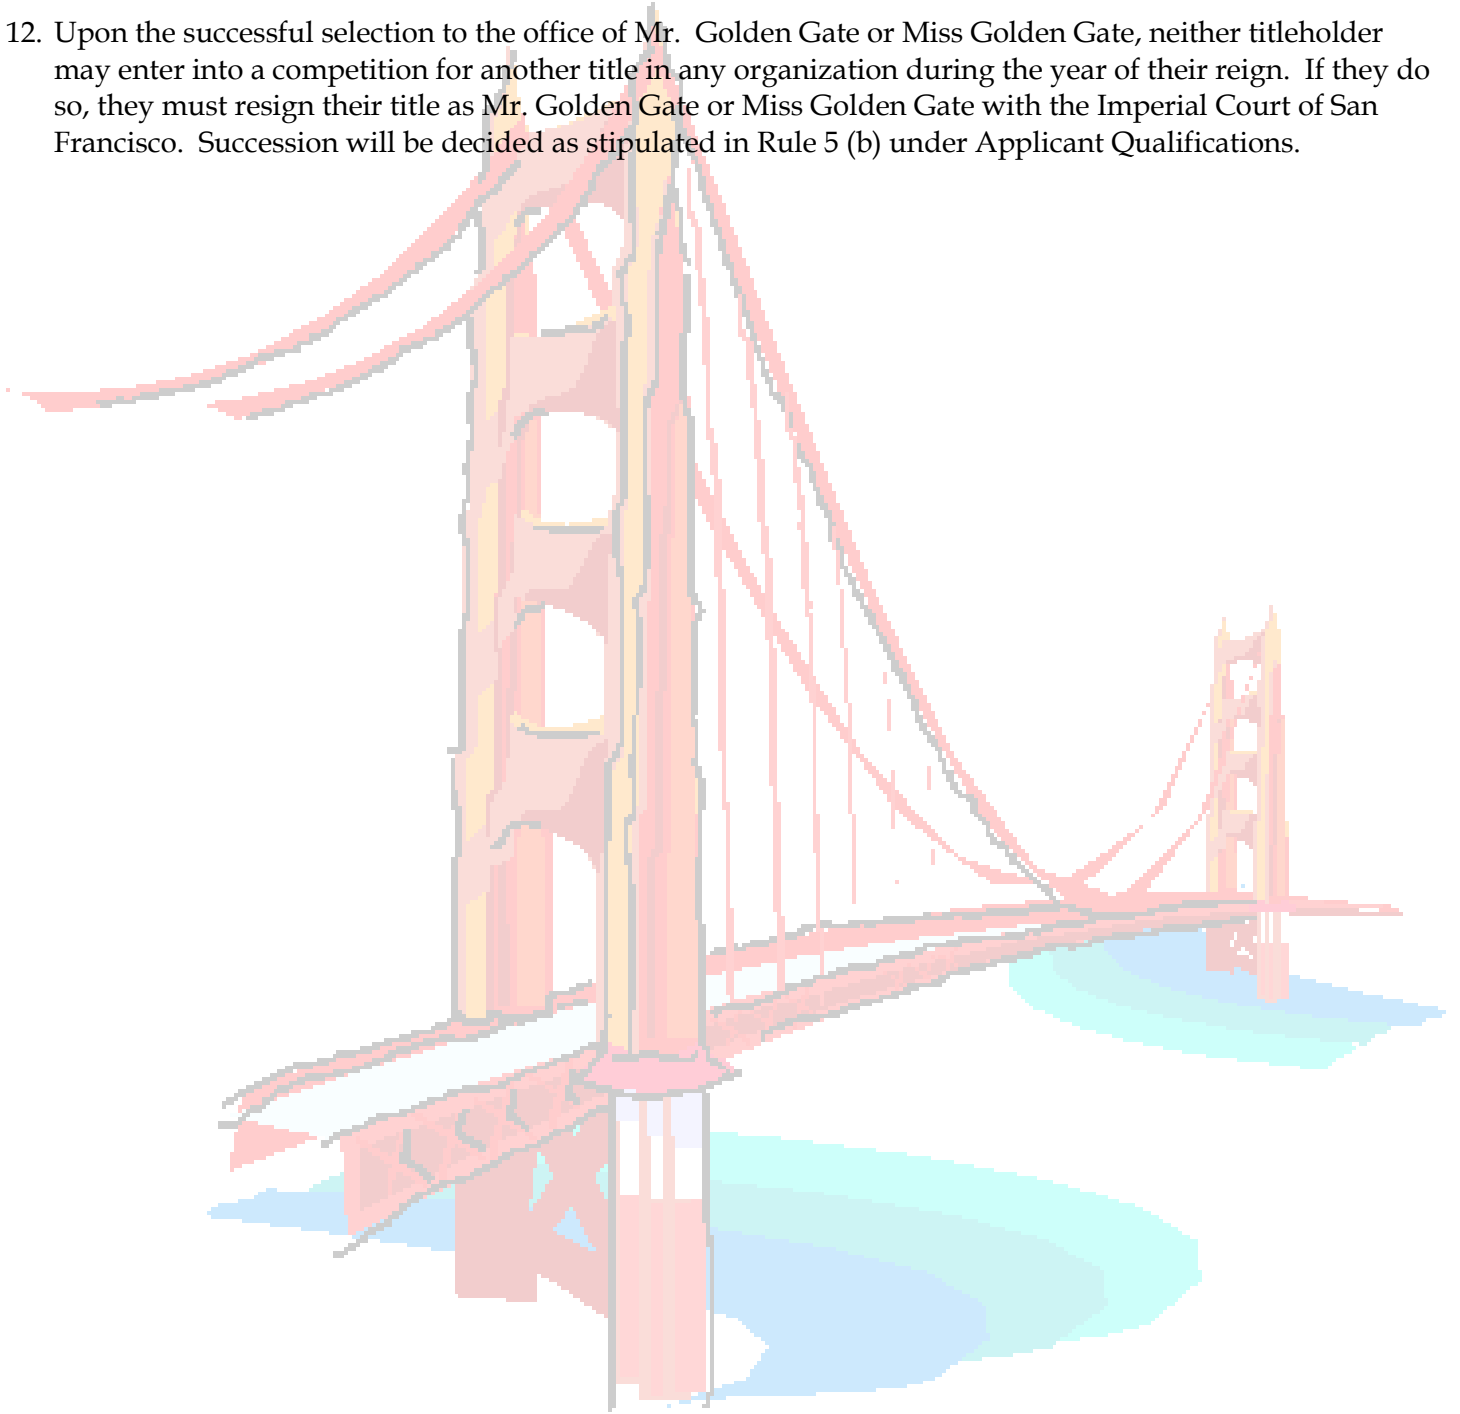 12. Upon the successful selection to the office of Mr.  Golden Gate or Miss Golden Gate, neither titleholder
may enter into a competition for another title in any organization during the year of their reign.  If they do
so, they must resign their title as Mr. Golden Gate or Miss Golden Gate with the Imperial Court of San
Francisco.  Succession will be decided as stipulated in Rule 5 (b) under Applicant Qualifications.